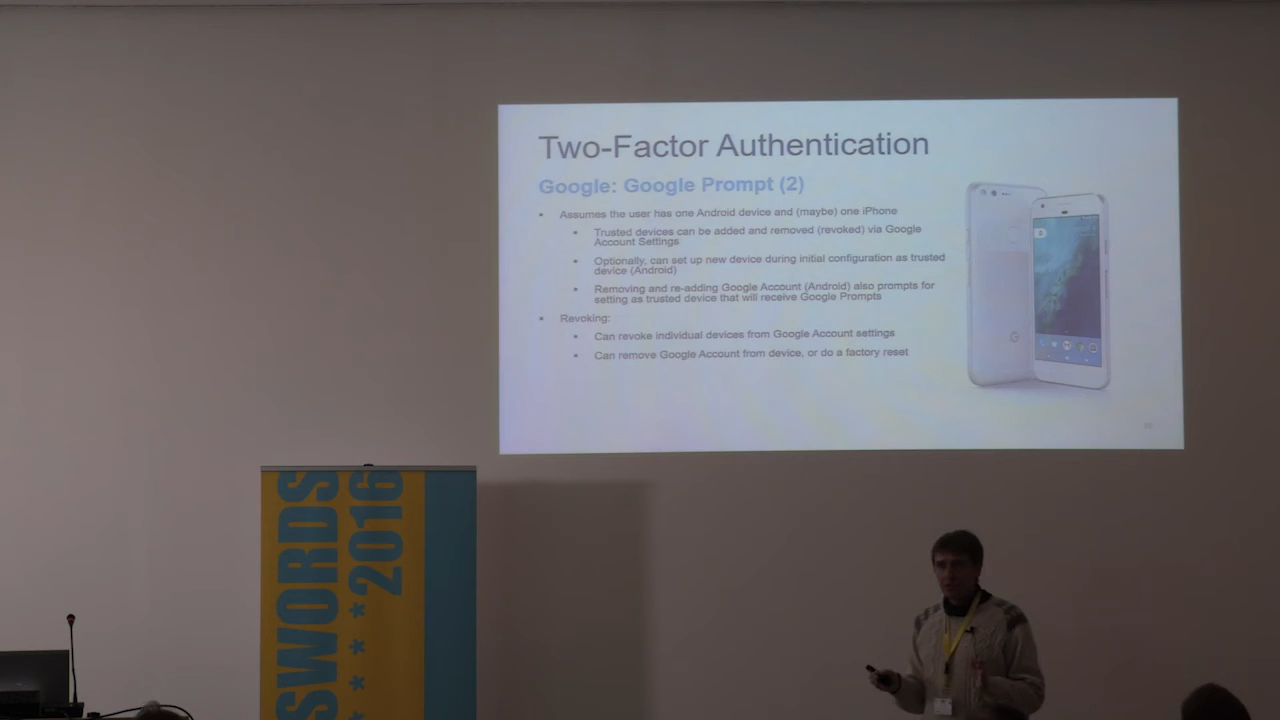 Two-Factor Authentication
Google: Google Prompt (2)
Assumes the user has one Android device and (maybe) one iPhone
Trusted devices can be added and removed (revoked) via Google
Account Settings
Optionally, can set up new device during initial configuration as trusted
device (Android)
Removing and re-adding Google Account (Android) also prompts for
setting as trusted device that will receive Google Prompts
Revoking:
Can revoke individual devices from Google Account settings
Can remove Google Account from device, or do a factory reset
SWORDS
* * * *2016